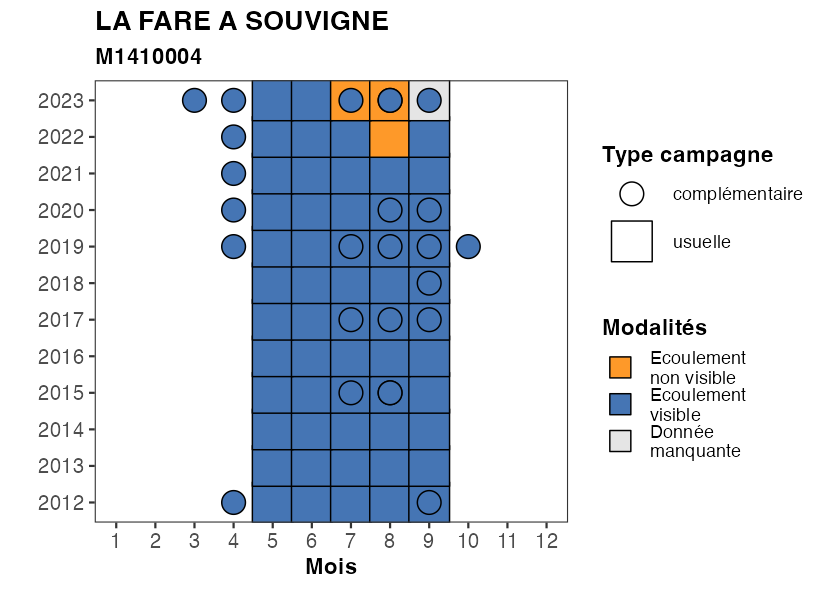 LA FARE A SOUVIGNE
M1410004
2023
2022
2021
2020
2019
2018
2017
2016
2015
2014
2013
2012
1 2 3 4 5 6 7 8 9 10 11 12
Mois
Type campagne
complémentaire
usuelle
Modalités
Ecoulement
non visible
Ecoulement
visible
Donnée
manquante